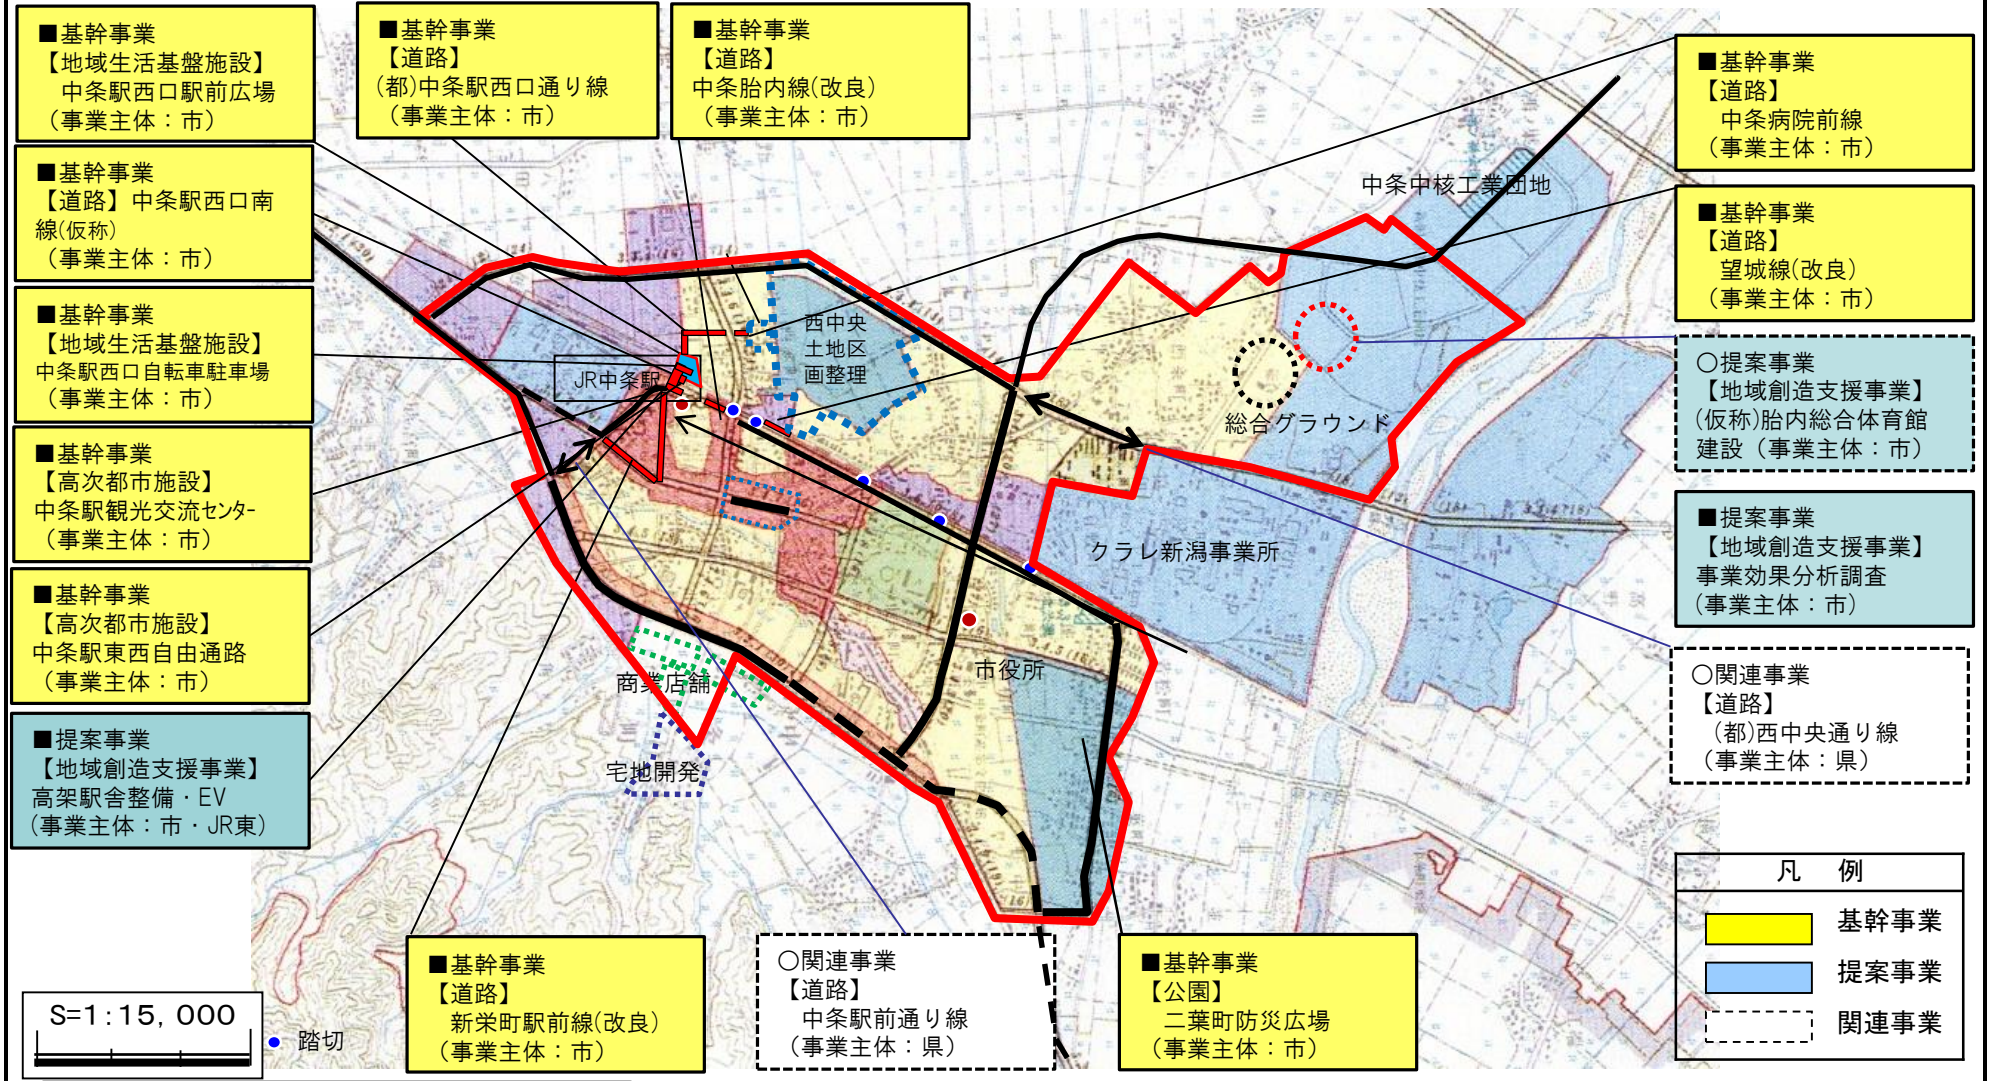 ■基幹事業
【地域生活基盤施設】
中条駅西口駅前広場
（事業主体：市）
■基幹事業
【道路】
(都)中条駅西口通り線
（事業主体：市）
■基幹事業
【道路】
中条胎内線(改良)
（事業主体：市）
■基幹事業
【道路】
中条病院前線
（事業主体：市）
■基幹事業
【道路】中条駅西口南
線(仮称)
（事業主体：市）
■基幹事業
【道路】
望城線(改良)
（事業主体：市）
■基幹事業
【地域生活基盤施設】
中条駅西口自転車駐車場
（事業主体：市）
○提案事業
【地域創造支援事業】
(仮称)胎内総合体育館
建設（事業主体：市）
■基幹事業
【高次都市施設】
中条駅観光交流センター
（事業主体：市）
■提案事業
【地域創造支援事業】
事業効果分析調査
(事業主体：市）
■基幹事業
【高次都市施設】
中条駅東西自由通路
（事業主体：市）
○関連事業
【道路】
(都)西中央通り線
（事業主体：県）
■提案事業
【地域創造支援事業】
高架駅舎整備・EV
(事業主体：市・JR東）
中条中核工業団地
西中央
土地区
画整理
JR中条駅
総合グラウンド
クラレ新潟事業所
市役所
商業店舗
宅地開発
■基幹事業
【道路】
新栄町駅前線(改良)
（事業主体：市）
○関連事業
【道路】
中条駅前通り線
（事業主体：県）
■基幹事業
【公園】
二葉町防災広場
（事業主体：市）
凡 例
基幹事業
提案事業
関連事業
S=1:15,000
踏切